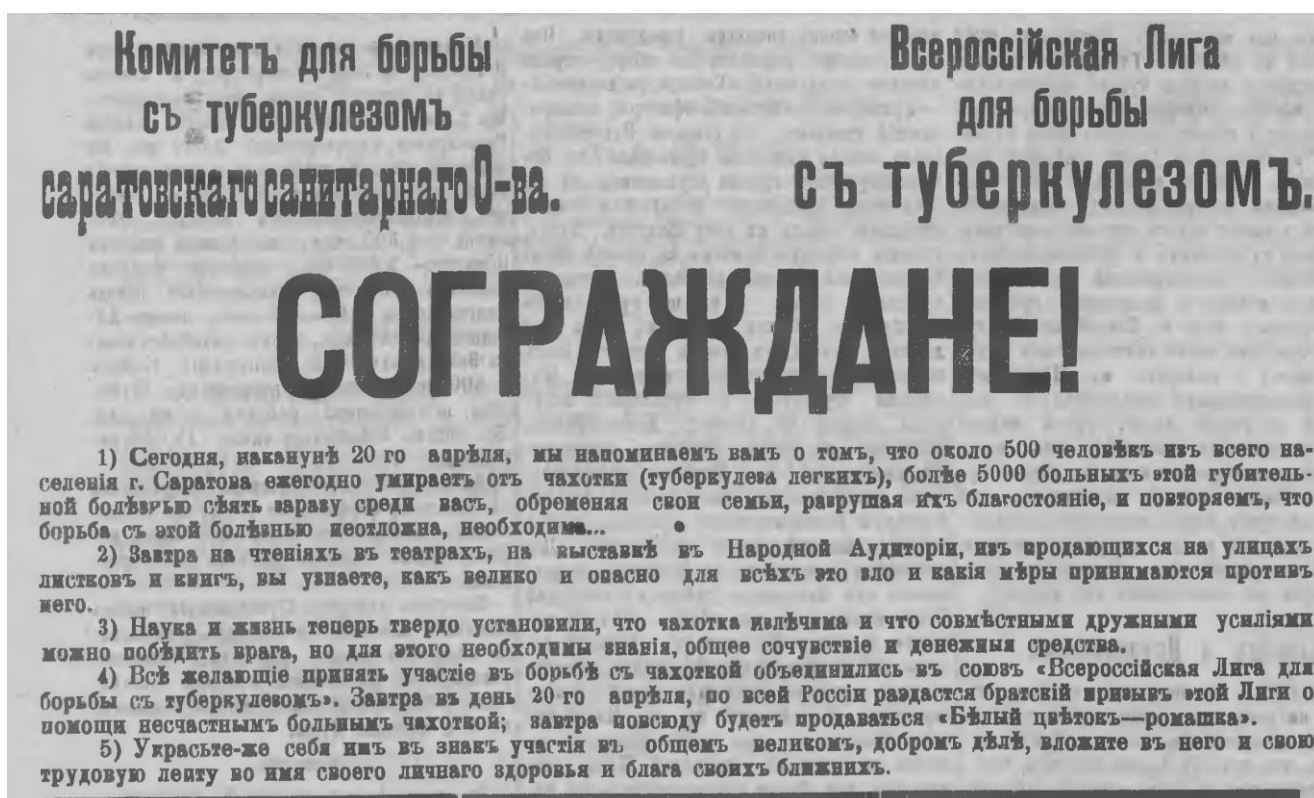 Комитетъ для борьбы
съ туберкулезомъ
саратовскаго санитарнаго О-ва.
Всероссійская Лига
для борьбы
съ туберкулезомъ.
СОГРАЖДАНЕ!
1) Сегодня, наканунѣ 20 го апрѣля, мы напоминаемъ вамъ о томъ, что около 500 человѣкъ изъ всего на-
селенія г. Саратова ежегодно умираетъ отъ чахотки (туберкулеза легкихъ), болѣе 5000 больныхъ этой губитель-
ной болѣзнью сѣять заразу среди васъ, обременяя свои семьи, разрушая ихъ благостояніе, и повторяемъ, что
борьба съ этой болѣзнью неотложна, необходима...
2) Завтра на чтеніяхъ въ театрахъ, на выставкѣ въ Народной Аудиторіи, изъ продающихся на улицахъ
листковъ и книгъ, вы узнаете, какъ велико и опасно для всѣхъ это зло и какія мѣры принимаются противъ
него.
3) Наука и жизнь теперь твердо установили, что чахотка излѣчима и что совмѣстными дружными усиліями
можно побѣдить врага, но для этого необходимы знанія, общее сочувствіе и денежныя средства.
4) Всѣ желающіе принять участіе въ борьбѣ съ чахоткой объединились въ союзъ «Всероссійская Лига для
борьбы съ туберкулезомъ». Завтра въ день 20 го апрѣля, по всей Россіи раздастся братскій призывъ этой Лиги о
помощи несчастнымъ больнымъ чахоткой; завтра повсюду будетъ продаваться «Бѣлый цвѣтокъ—ромашка».
5) Украсьте-же себя имъ въ знакъ участія въ общемъ великомъ, добромъ дѣлѣ, вложите въ него и свою
трудовую лепту во имя своего личнаго здоровья и блага своихъ ближнихъ.